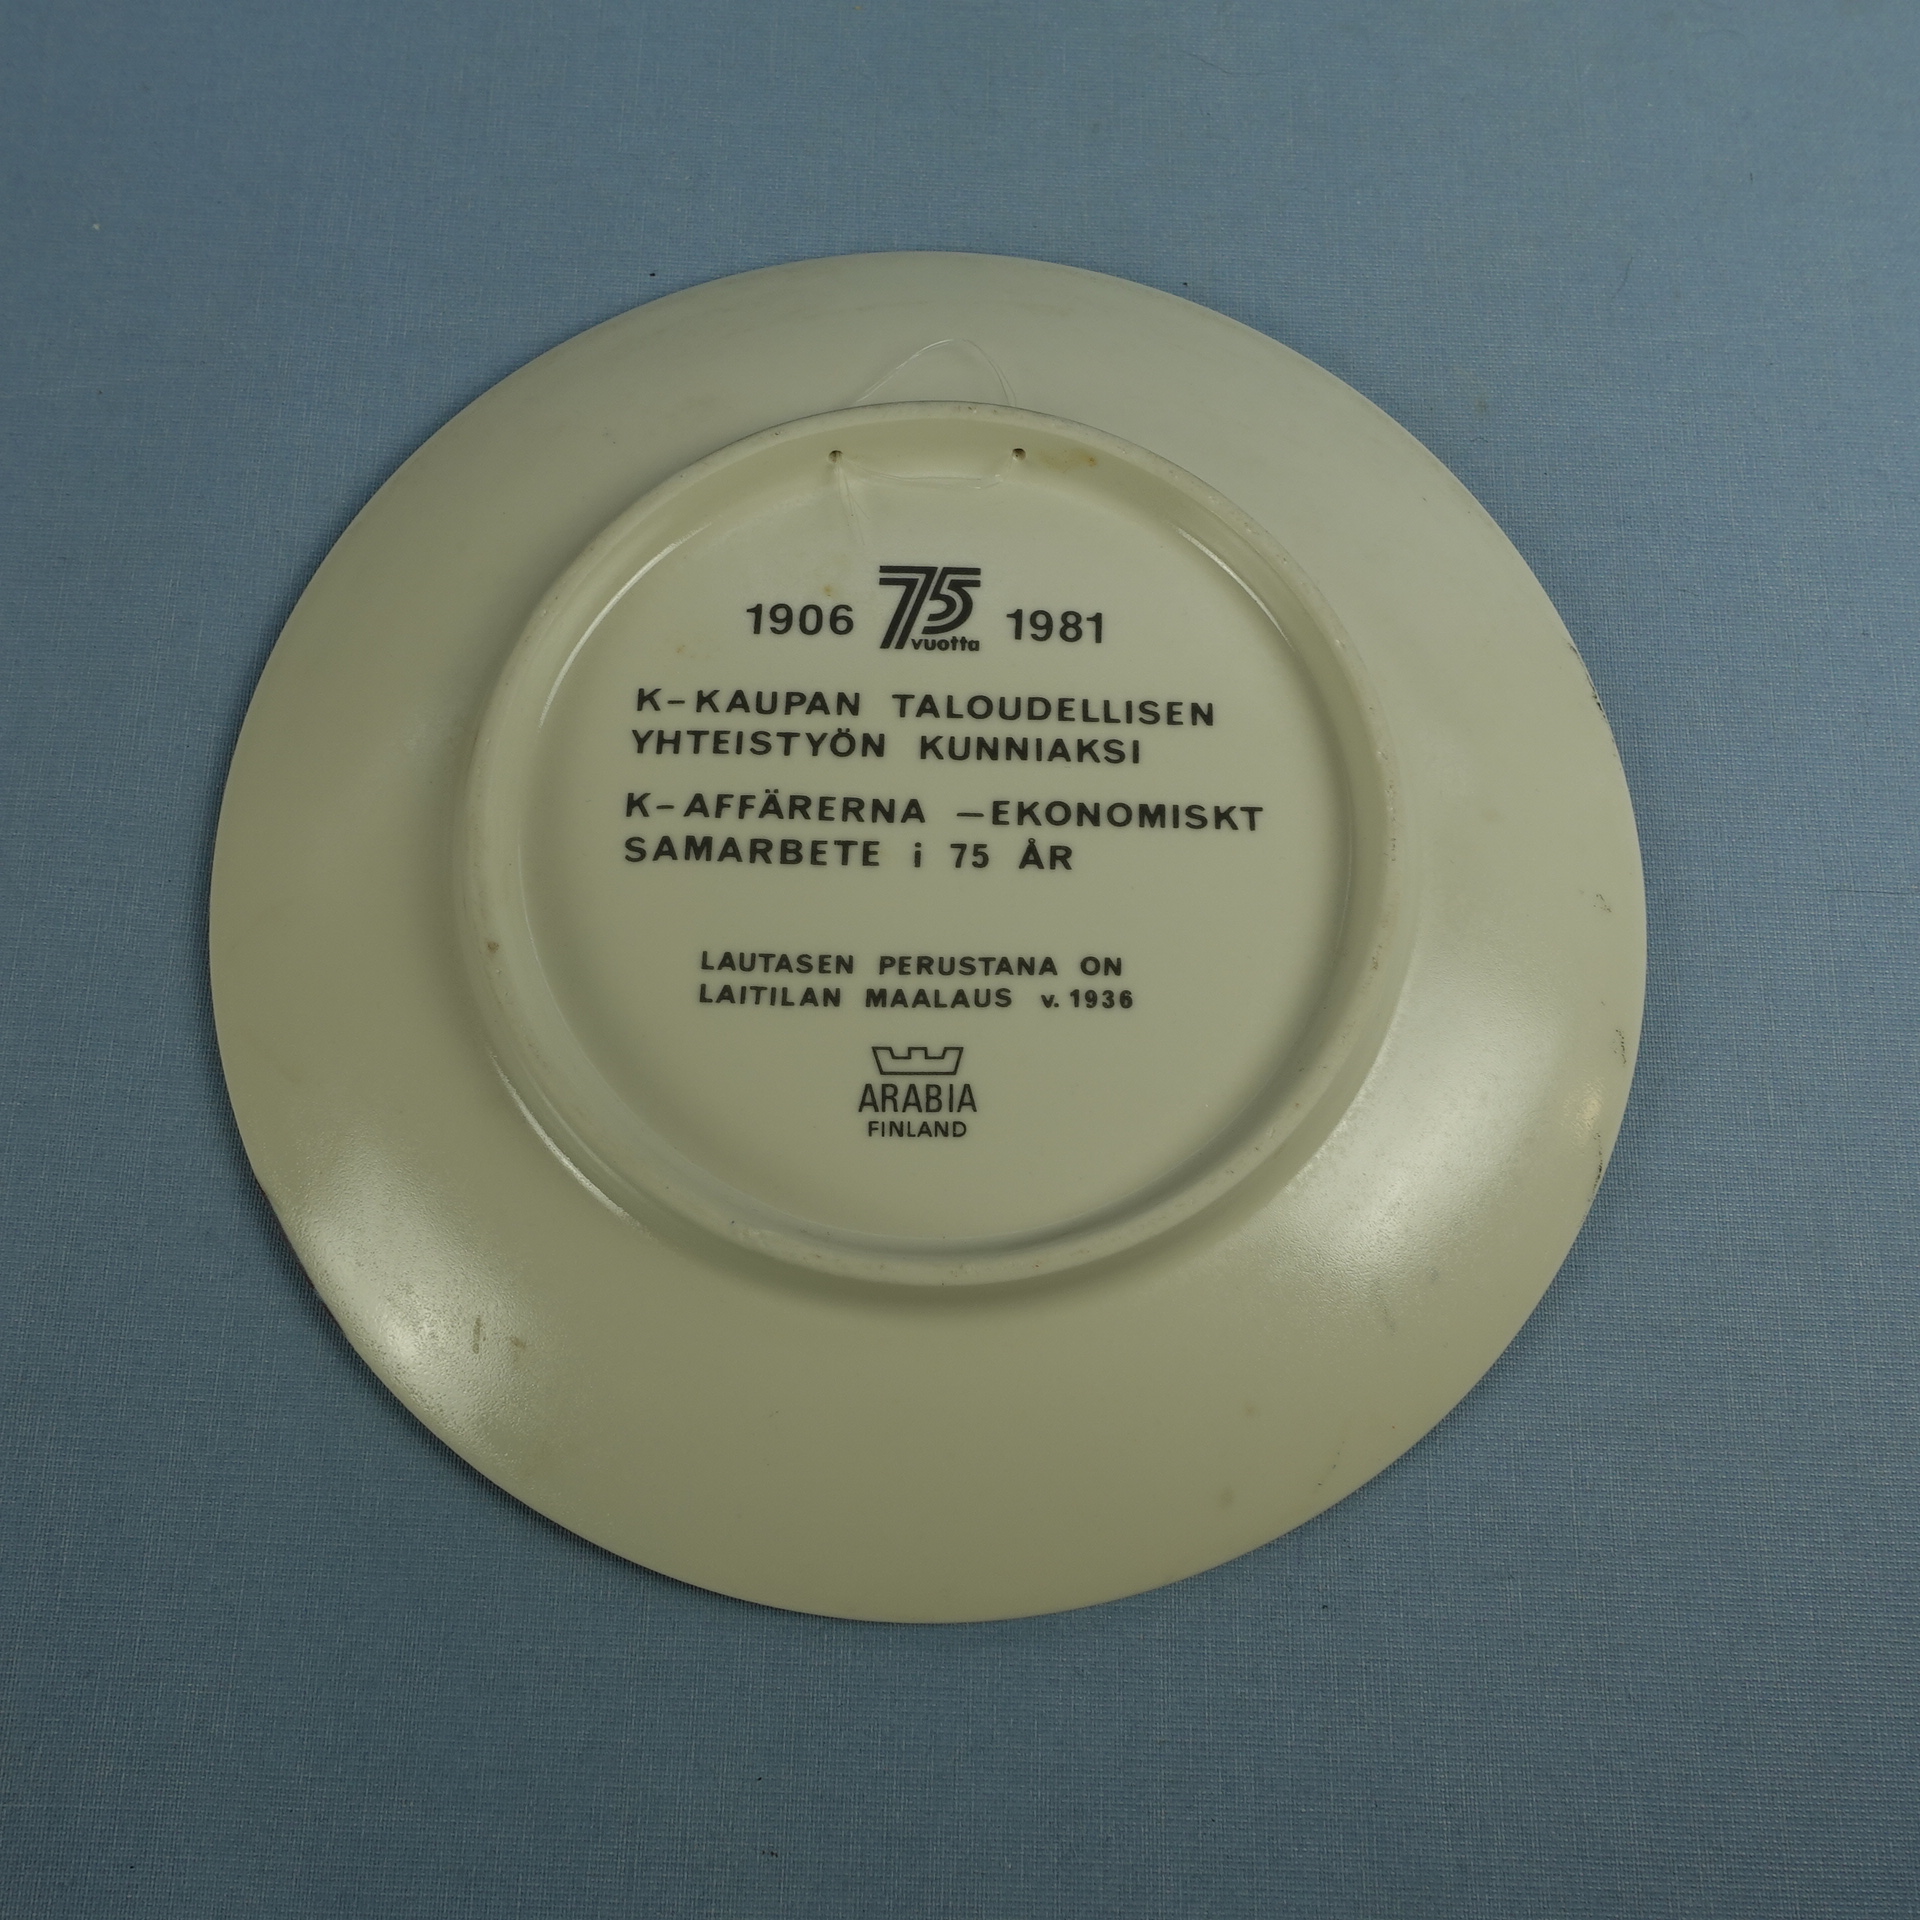 1906 75 vuotta 1981
K-KAUPAN TALOUDELLISEN
YHTEISTYÖN KUNNIAKSI
K-AFFÄRERNA -EKONOMISKT
SAMARBETE i 75 ÅR
LAUTASEN PERUSTANA ON
LAITILAN MAALAUS v. 1936
ARABIA
FINLAND